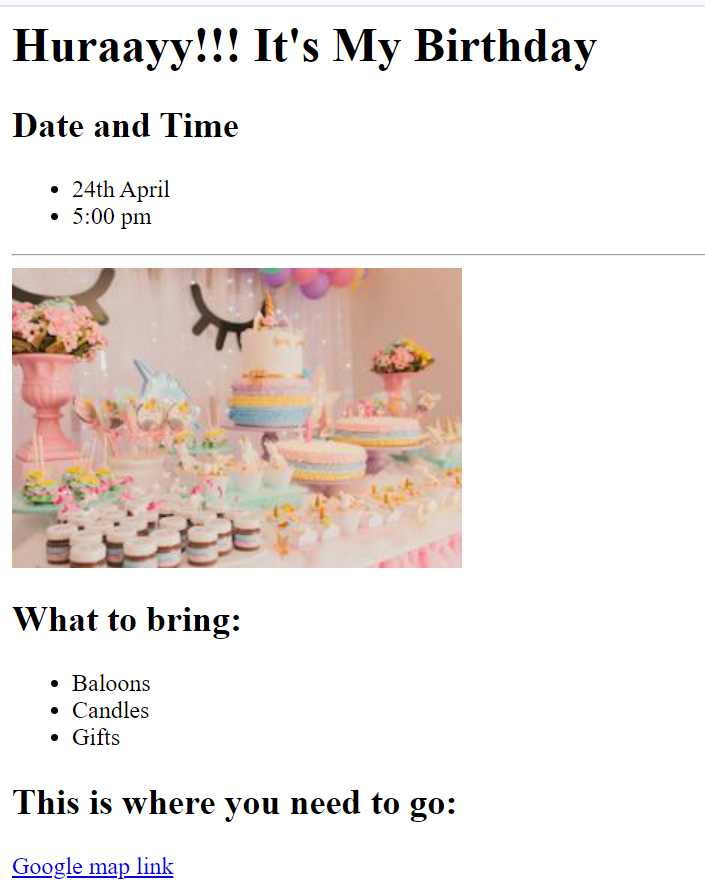 Huraayy!!! It's My Birthday
Date and Time
24th April
5:00 pm
What to bring:
Baloons
Candles
Gifts
This is where you need to go:
Google map link